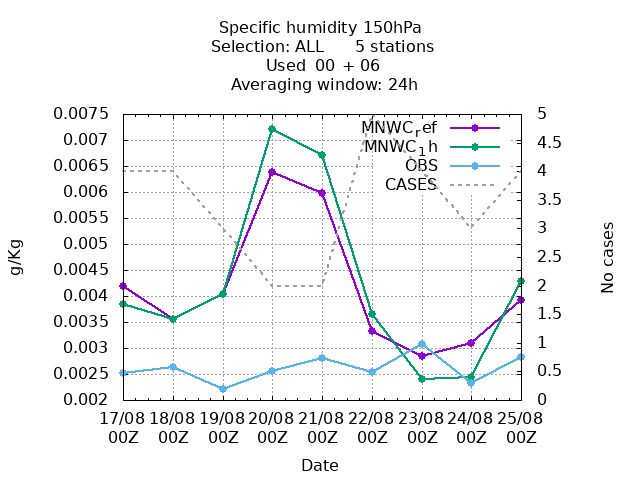 Specific humidity 150hPa
Selection: ALL      5 stations
Used  00 + 06
Averaging window: 24h
0.0075
0.007
0.0065
0.006
0.0055
0.005
0.0045
0.004
0.0035
0.003
0.0025
0.002
g/Kg
5
4.5
4
3.5
3
2.5
2
1.5
1
0.5
0
No cases
MNWC_ref
MNWC_1h
OBS
CASES
17/08 18/08 19/08 20/08 21/08 22/08 23/08 24/08 25/08
00Z 00Z 00Z 00Z 00Z 00Z 00Z 00Z 00Z
Date